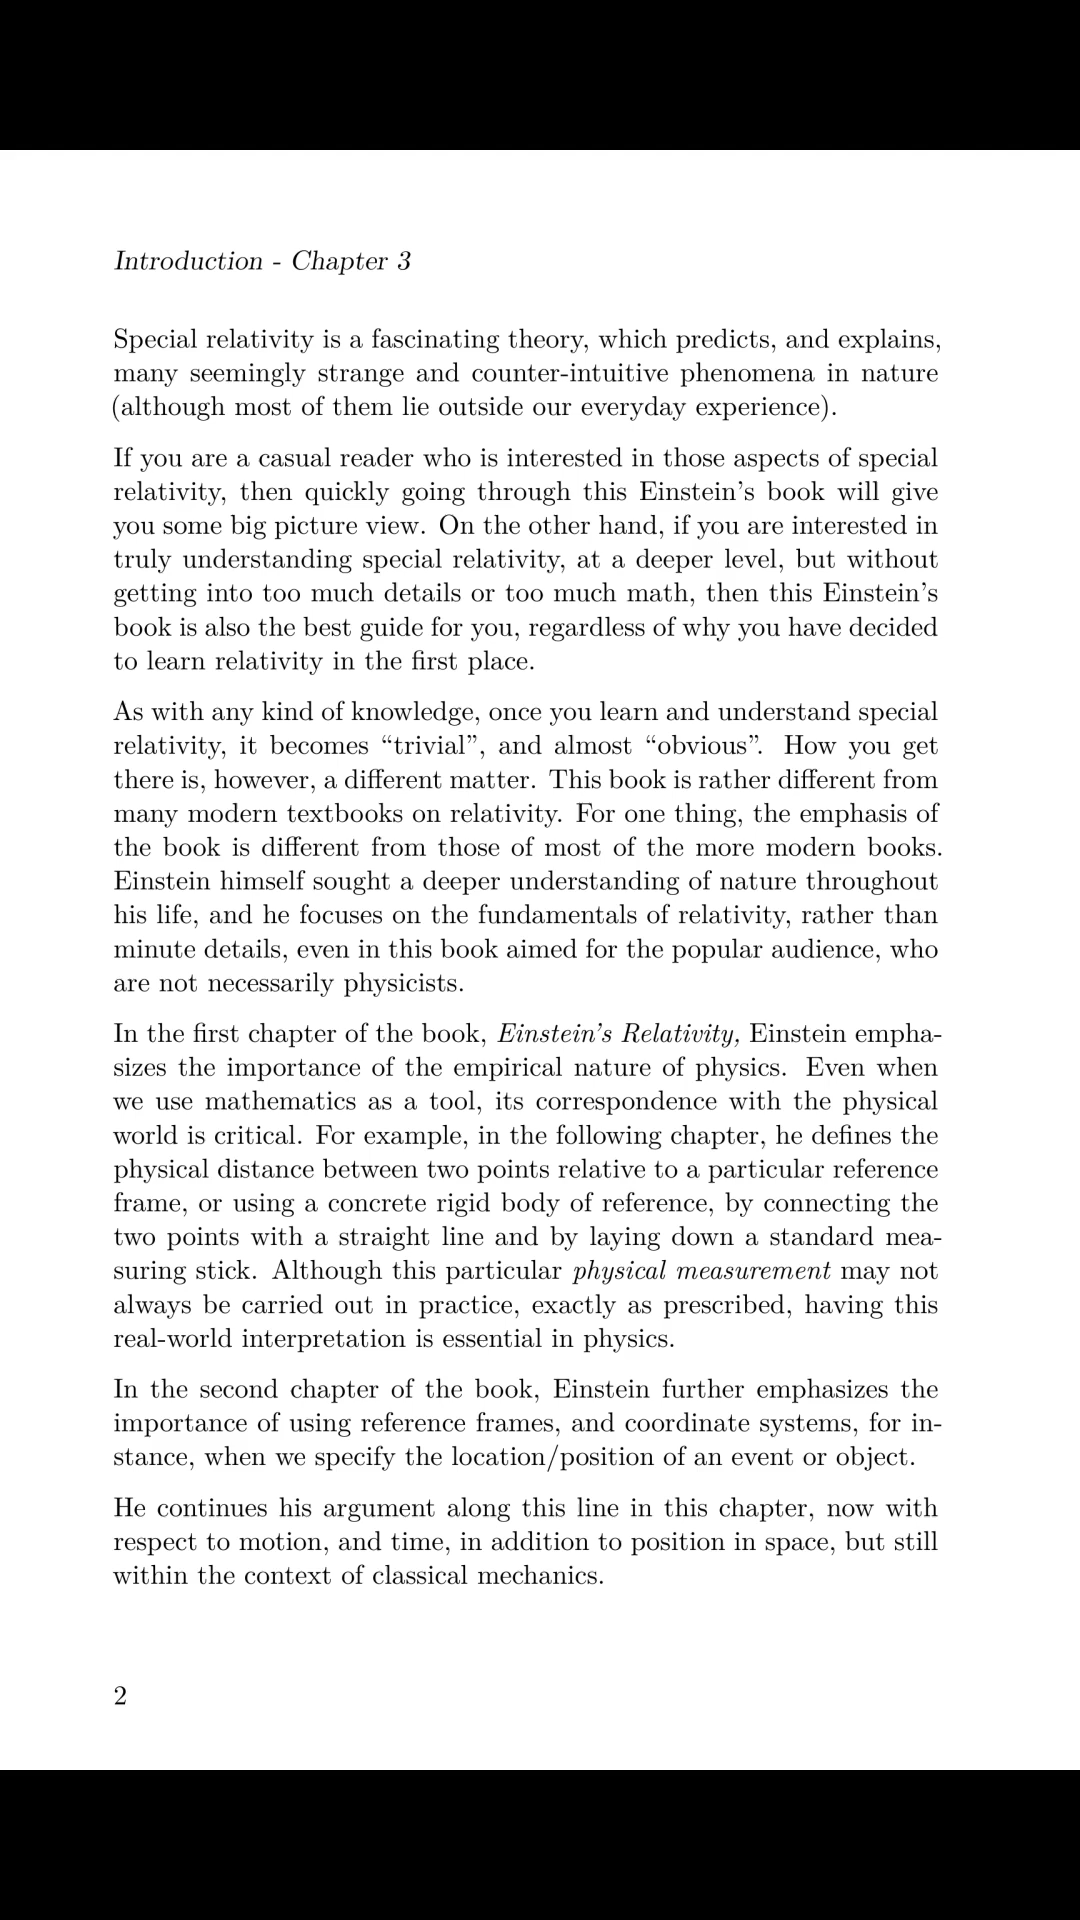 Introduction - Chapter 3
Special relativity is a fascinating theory, which predicts, and explains,
many seemingly strange and counter-intuitive phenomena in nature
(although most of them lie outside our everyday experience).
If you are a casual reader who is interested in those aspects of special
relativity, then quickly going through this Einstein’s book will give
you some big picture view. On the other hand, if you are interested in
truly understanding special relativity, at a deeper level, but without
getting into too much details or too much math, then this Einstein’s
book is also the best guide for you, regardless of why you have decided
to learn relativity in the first place.
As with any kind of knowledge, once you learn and understand special
relativity, it becomes “trivial”, and almost “obvious”. How you get
there is, however, a different matter. This book is rather different from
many modern textbooks on relativity. For one thing, the emphasis of
the book is different from those of most of the more modern books.
Einstein himself sought a deeper understanding of nature throughout
his life, and he focuses on the fundamentals of relativity, rather than
minute details, even in this book aimed for the popular audience, who
are not necessarily physicists.
In the first chapter of the book, Einstein’s Relativity, Einstein empha-
sizes the importance of the empirical nature of physics. Even when
we use mathematics as a tool, its correspondence with the physical
world is critical. For example, in the following chapter, he defines the
physical distance between two points relative to a particular reference
frame, or using a concrete rigid body of reference, by connecting the
two points with a straight line and by laying down a standard mea-
suring stick. Although this particular physical measurement may not
always be carried out in practice, exactly as prescribed, having this
real-world interpretation is essential in physics.
In the second chapter of the book, Einstein further emphasizes the
importance of using reference frames, and coordinate systems, for in-
stance, when we specify the location/position of an event or object.
He continues his argument along this line in this chapter, now with
respect to motion, and time, in addition to position in space, but still
within the context of classical mechanics.
2